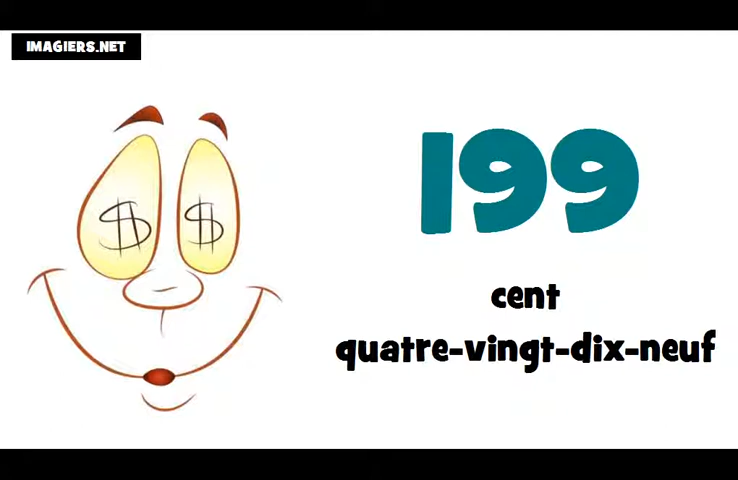 IMAGIERS.NET
199
cent
quatre-vingt-dix-neuf
$ $